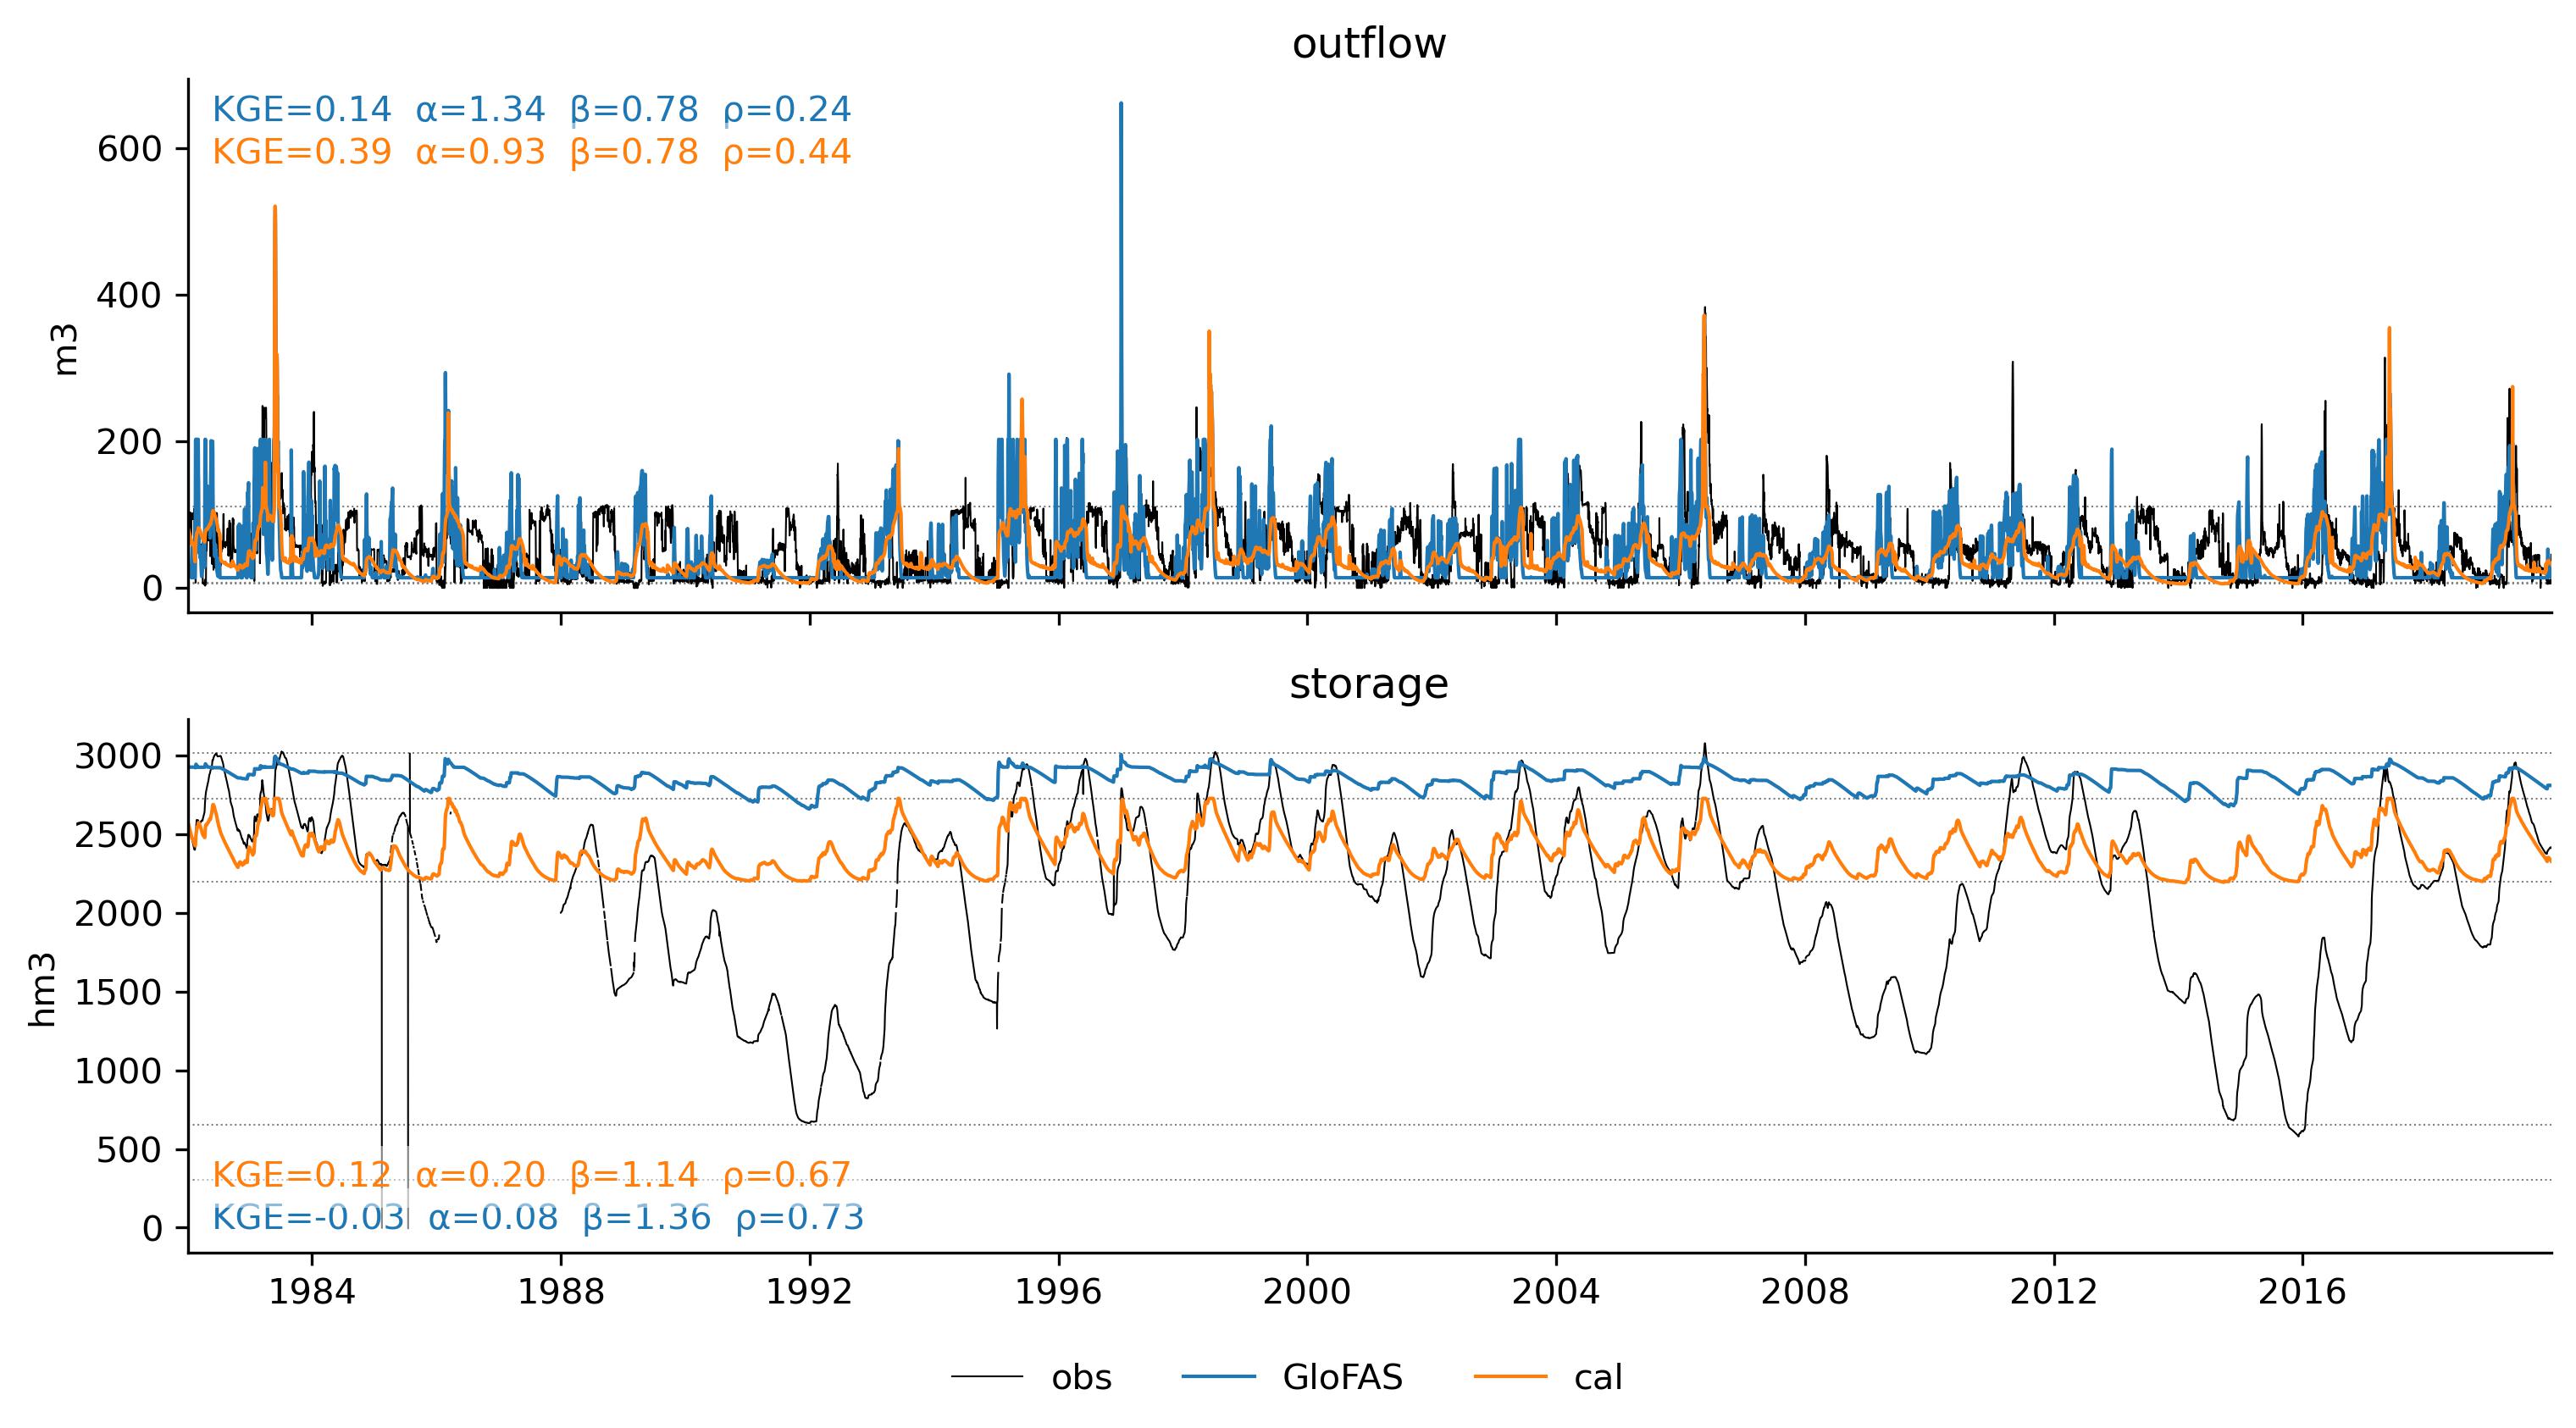 outflow
KGE=0.14 α=1.34 β=0.78 ρ=0.24
KGE=0.39 α=0.93 β=0.78 ρ=0.44
600
400
200
0
m3
storage
3000
2500
2000
1500
1000
500
0
hm3
KGE=0.12 α=0.20 β=1.14 ρ=0.67
KGE=-0.03 α=0.08 β=1.36 ρ=0.73
1984 1988 1992 1996 2000 2004 2008 2012 2016
obs GloFAS cal